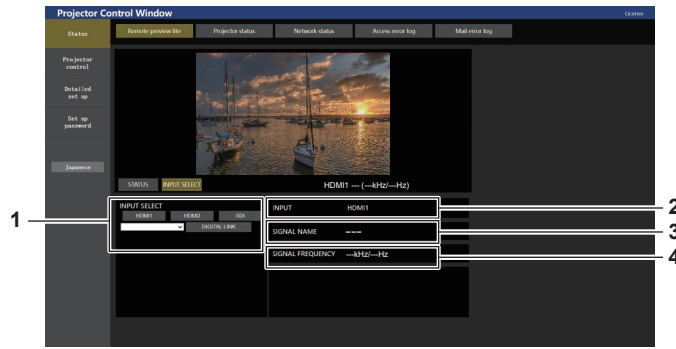 Projector Control Window
License
Status
Remote preview lite
Projector status
Network status
Access error log
Mail error log
Projector
control
Detailed
set up
Set up
password
Japanese
STATUS
INPUT SELECT
HDMI1 --- (---kHz/---Hz)
INPUT SELECT
HDMI1
HDMI2
SDI
DIGITAL LINK
INPUT
HDMI1
SIGNAL NAME
---
SIGNAL FREQUENCY
---kHz/---Hz
1
2
3
4